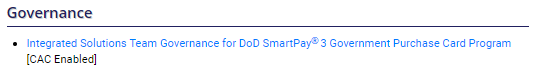 Governance
• Integrated Solutions Team Governance for DoD SmartPay® 3 Government Purchase Card Program
[CAC Enabled]